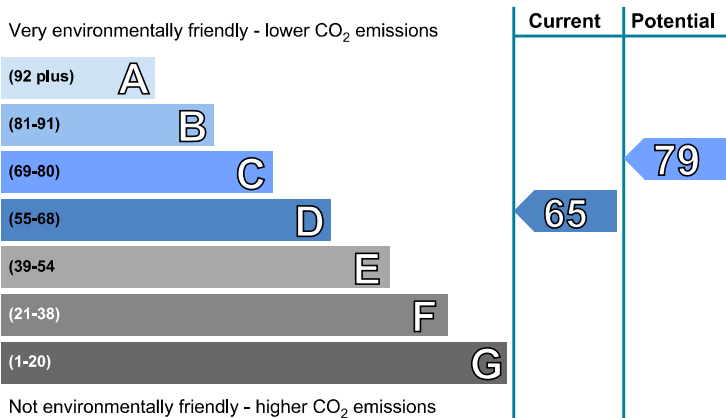 Current Potential
Very environmentally friendly - lower CO2 emissions
(92 plus) A
(81-91) B
(69-80) C 79
(55-68) D 65
(39-54 E
(21-38) F
(1-20) G
Not environmentally friendly - higher CO2 emissions